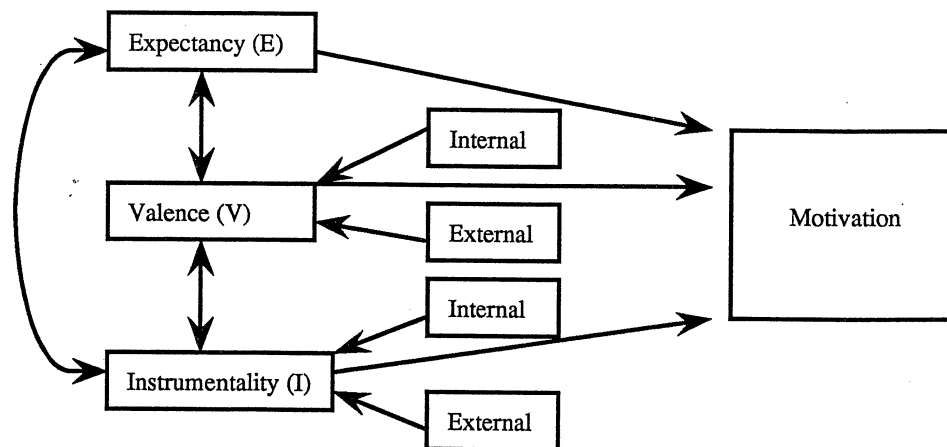 Expectancy (E)
Internal
Valence (V)
External
Motivation
Internal
Instrumentality (I)
External